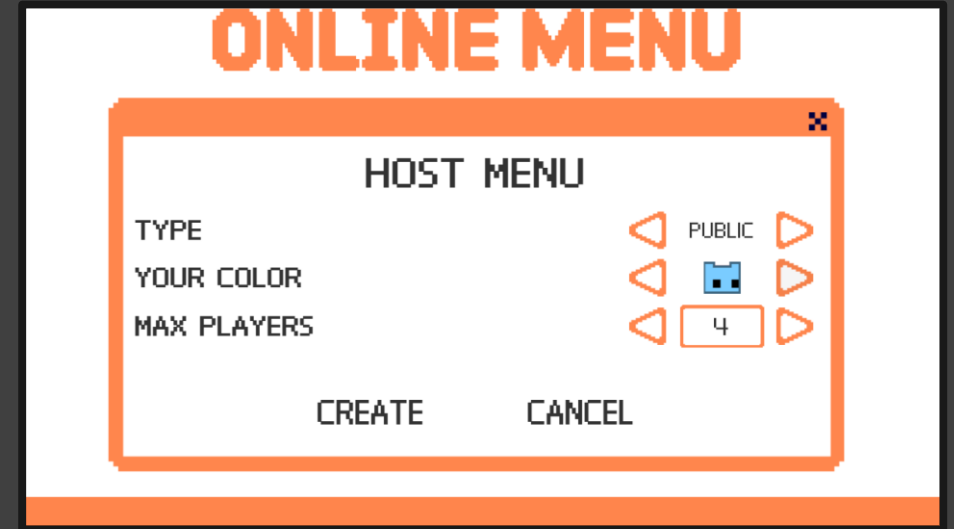 ONLINE MENU
HOST MENU
TYPE PUBLIC
YOUR COLOR
MAX PLAYERS 4
CREATE CANCEL